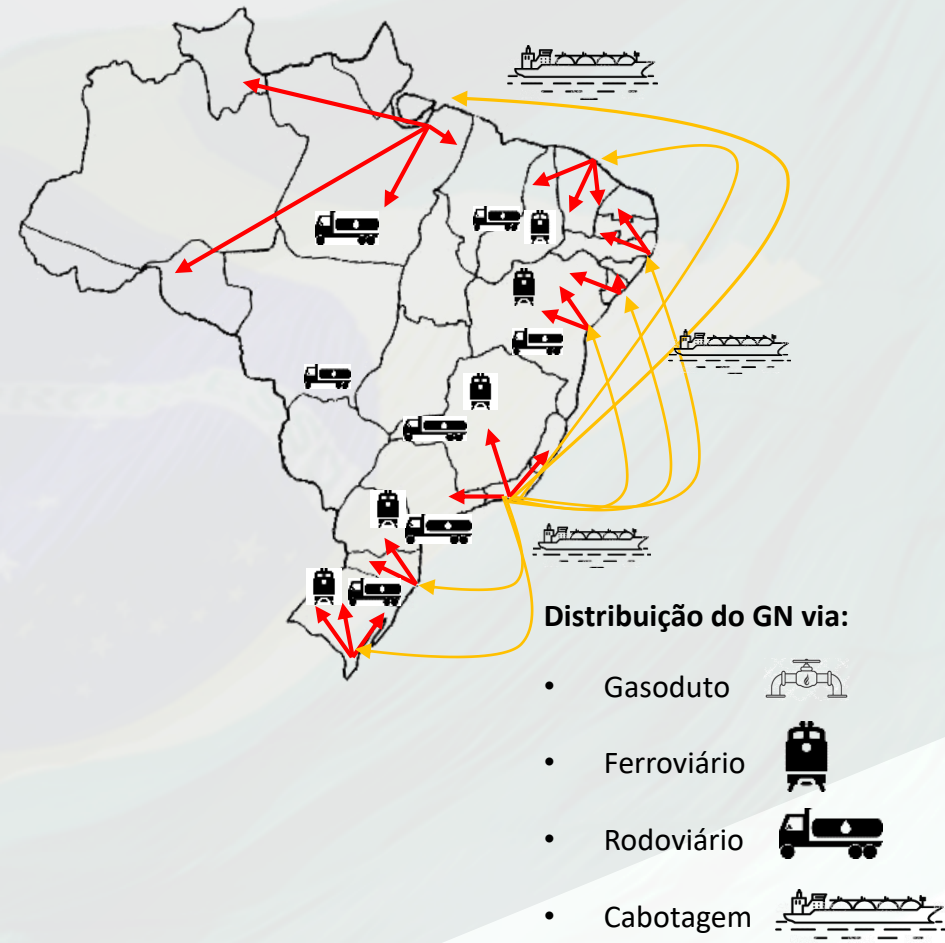 Distribuição do GN via:
• Gasoduto
• Ferroviário
• Rodoviário
• Cabotagem